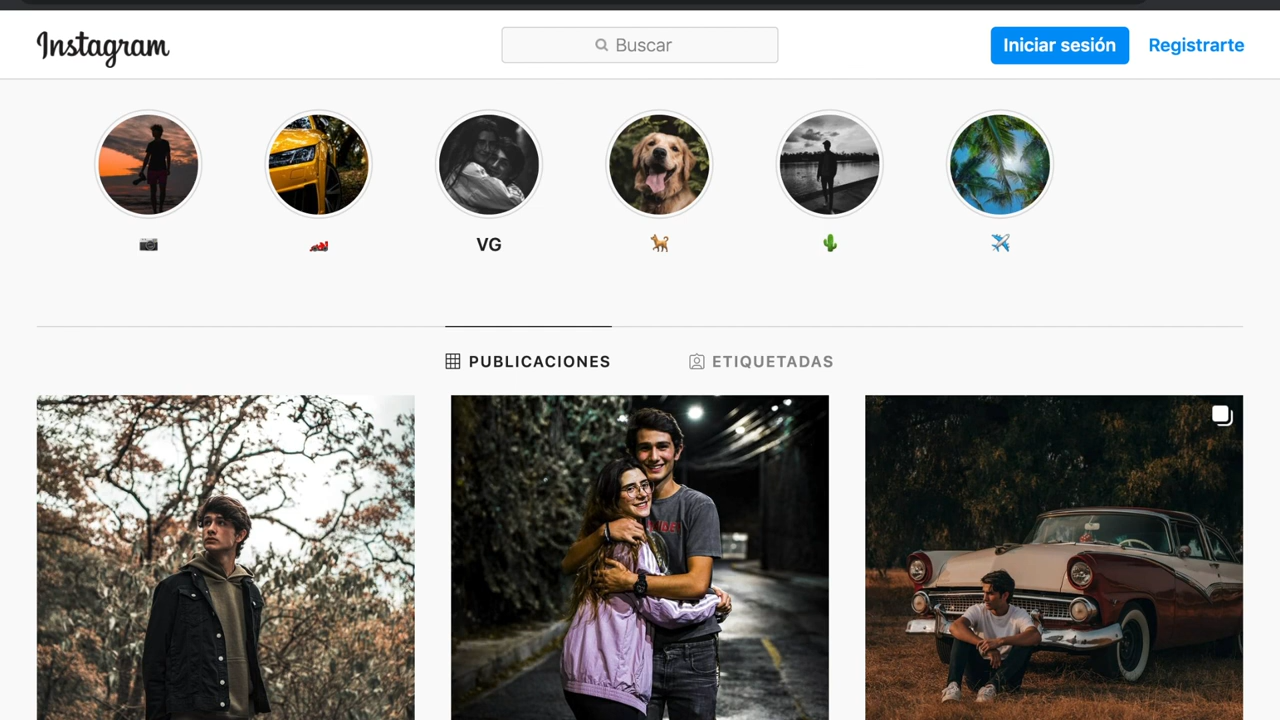 Instagram
Buscar
Iniciar sesión
Registrarte
VG
PUBLICACIONES
ETIQUETADAS